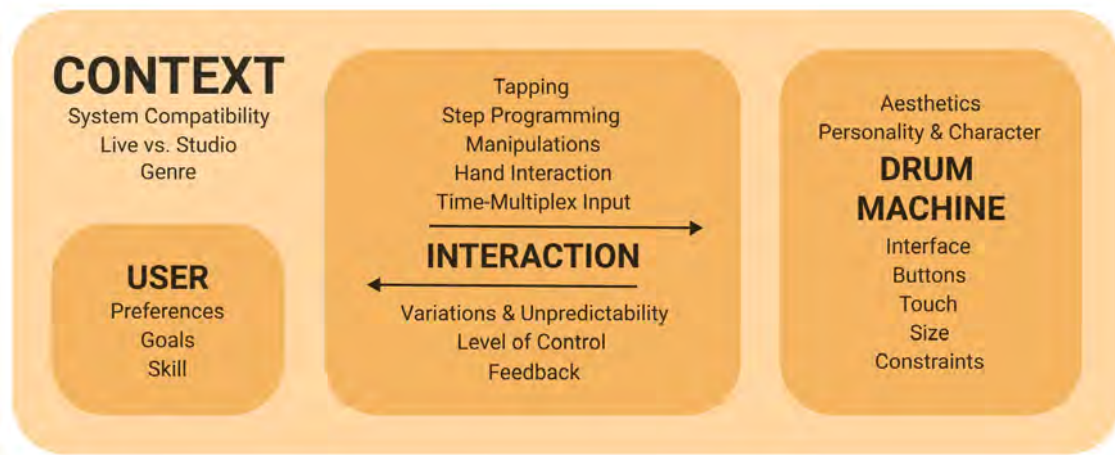 CONTEXT
System Compatibility
Live vs. Studio
Genre
USER
Preferences
Goals
Skill
Tapping
Step Programming
Manipulations
Hand Interaction
Time-Multiplex Input
INTERACTION
Variations & Unpredictability
Level of Control
Feedback
Aesthetics
Personality & Character
DRUM
MACHINE
Interface
Buttons
Touch
Size
Constraints